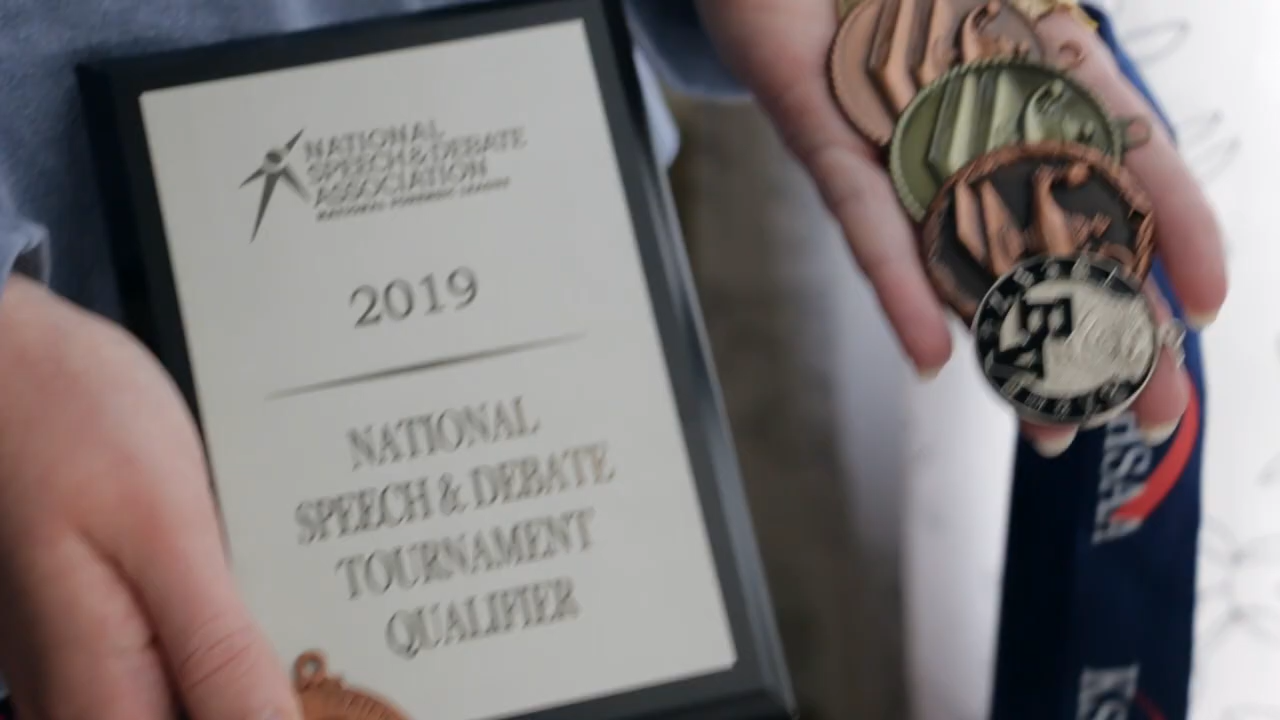 NATIONAL
SPEECH & DEBATE
ASSOCIATION
2019
NATIONAL
SPEECH & DEBATE
TOURNAMENT
QUALIFIER